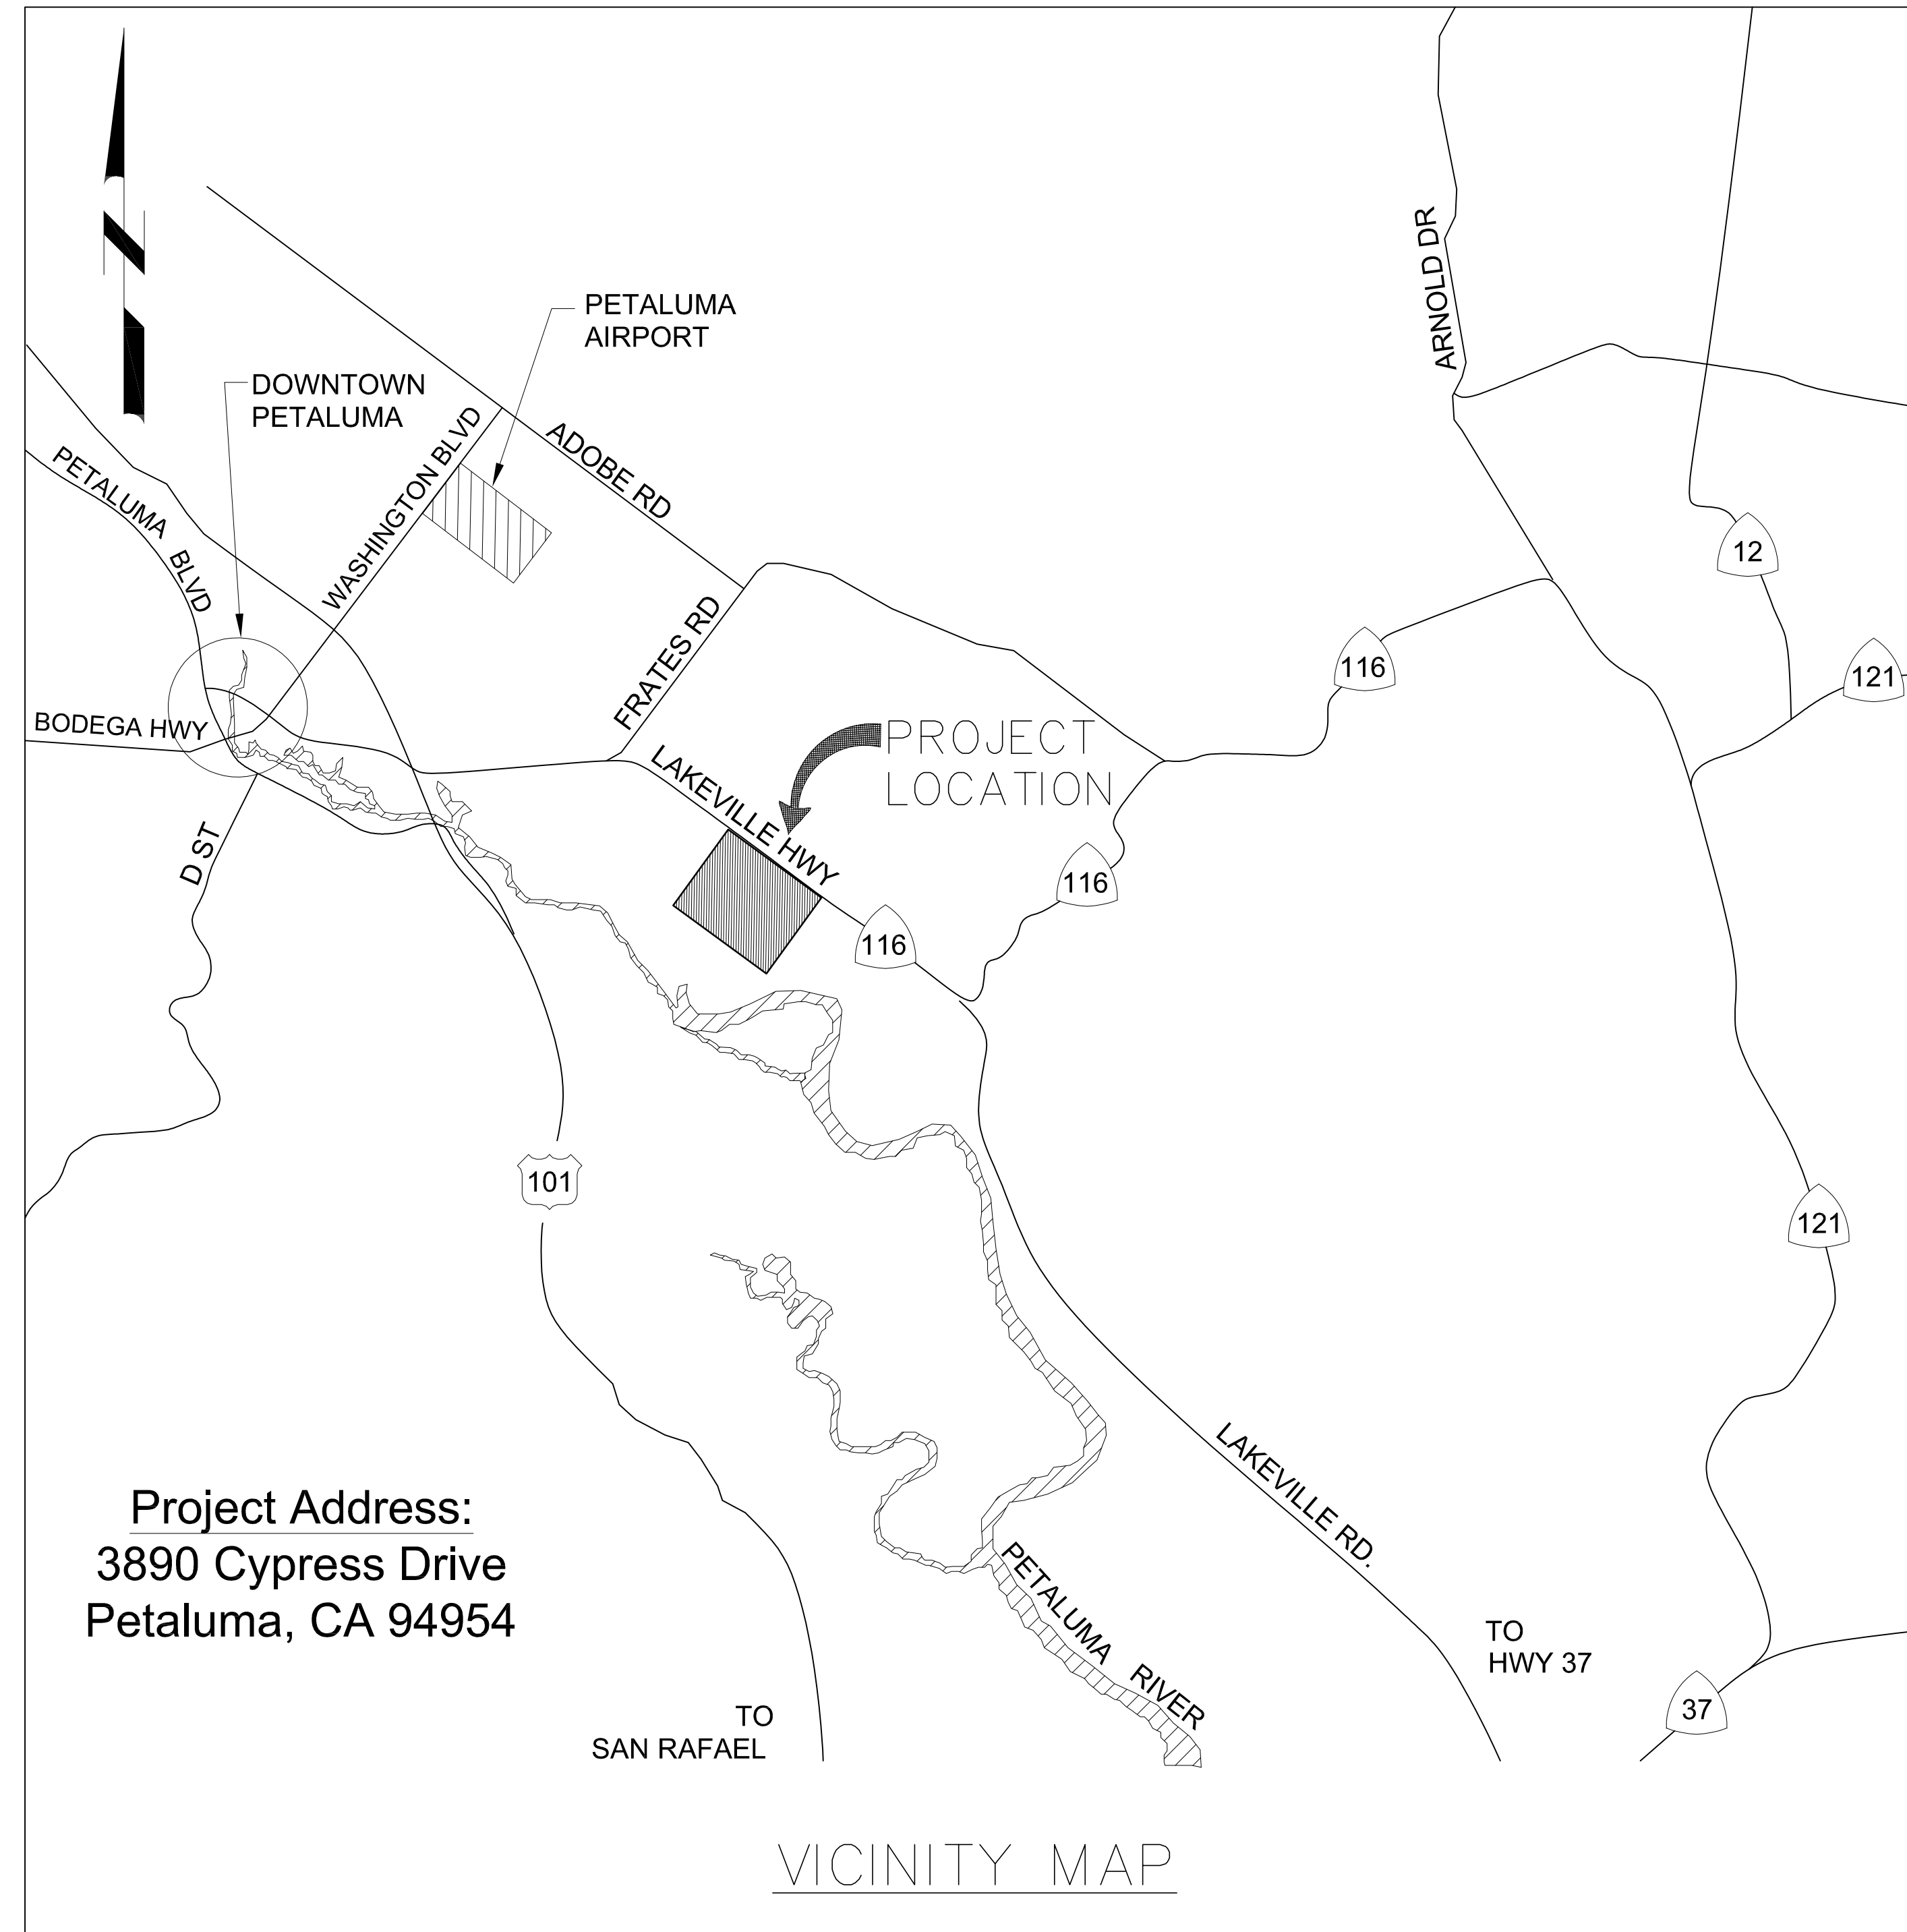 N
ARNOLD DR
PETALUMA
AIRPORT
DOWNTOWN
PETALUMA
WASHINGTON BLVD
ADOBE RD
PETALUMA BLVD
12
FRATES RD
116
121
BODEGA HWY
PROJECT
LOCATION
LAKEVILLE HWY
D ST
116
116
101
121
LAKEVILLE RD.
Project Address:
3890 Cypress Drive
Petaluma, CA 94954
PETALUMA RIVER
TO
HWY 37
37
TO
SAN RAFAEL
VICINITY MAP